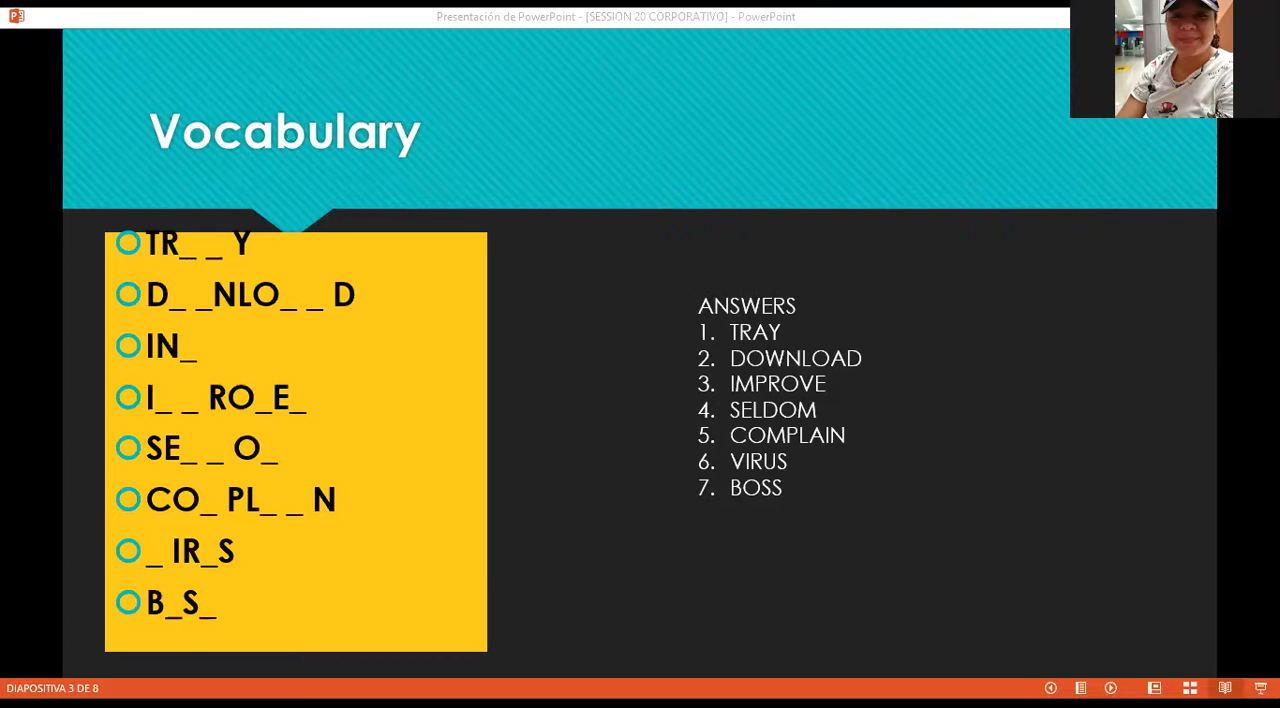 Presentación de PowerPoint - [SESSION 20 CORPORATIVO] - PowerPoint
Vocabulary
TR_ _ Y
D_ _NLO_ _ D
IN_
I_ _ RO_E_
SE_ _ O_
CO_ PL_ _ N
_ IR_S
B_S_
ANSWERS
1. TRAY
2. DOWNLOAD
3. IMPROVE
4. SELDOM
5. COMPLAIN
6. VIRUS
7. BOSS
DIAPOSITIVA 3 DE 8